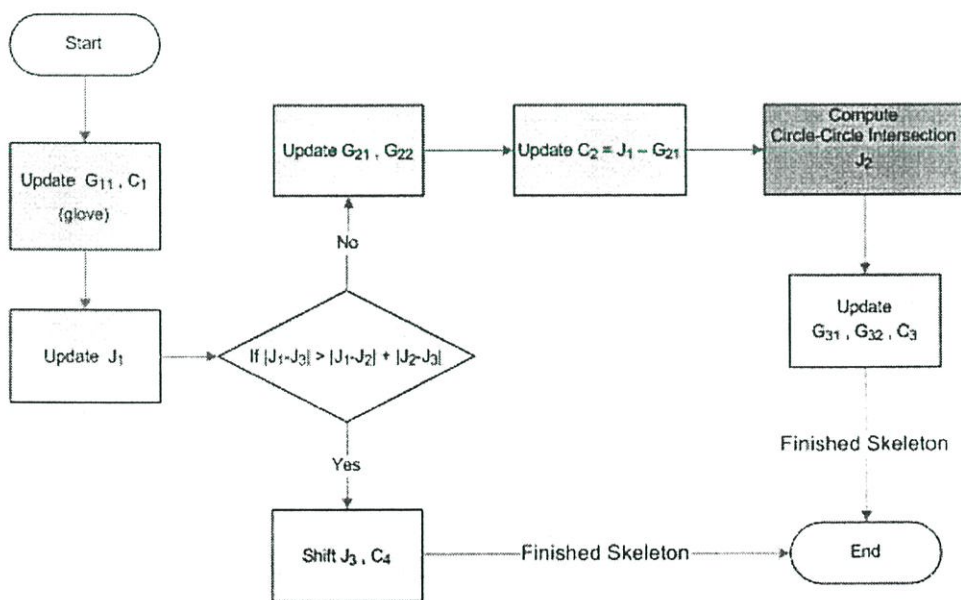 Start
Update G₁₁ , C₁
(glove)
Update J₁
If |J₁-J₃| > |J₁-J₂| + |J₂-J₃|
No
Update G₂₁ , G₂₂
Update C₂ = J₁ – G₂₁
Compute
Circle-Circle Intersection
J₂
Update
G₃₁ , G₃₂ , C₃
Finished Skeleton
Yes
Shift J₃ , C₄
Finished Skeleton
End